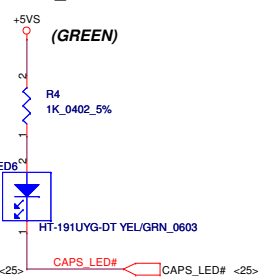 +5VS
(GREEN)
2
R4
1K_0402_5%
1
ED6
2
HT-191UYG-DT YEL/GRN_0603
1
<25>
CAPS_LED#
CAPS_LED# <25>